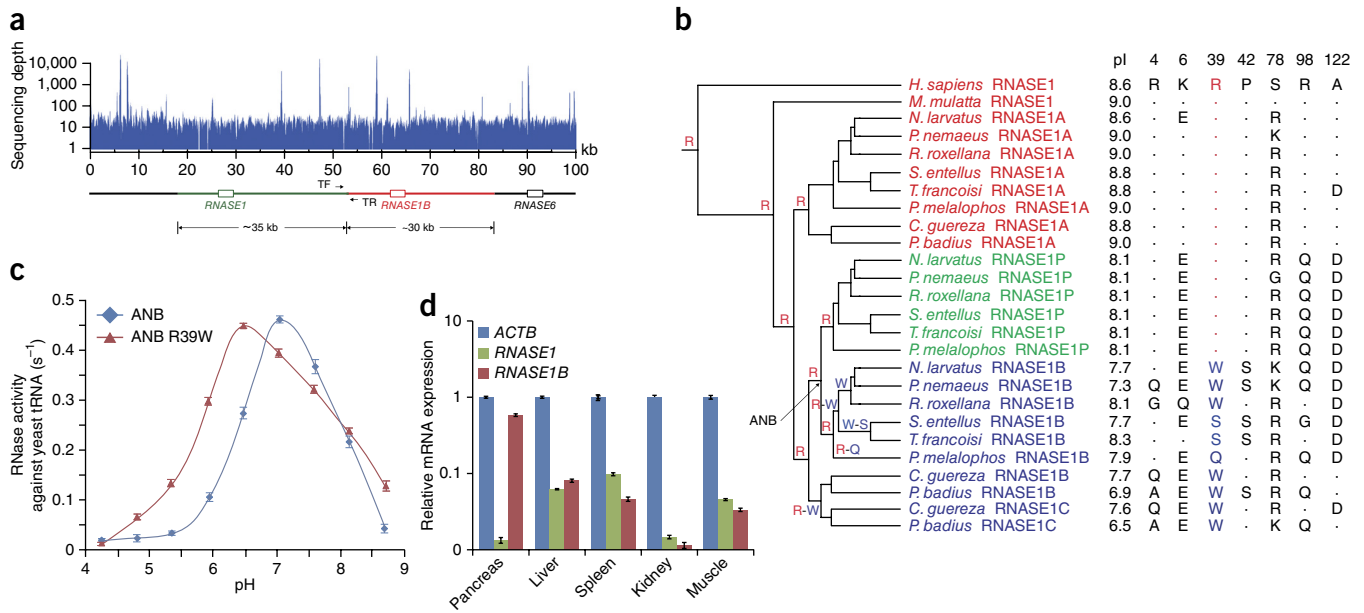 a
Sequencing depth
10,000
1,000
100
10
1
0 10 20 30 40 50 60 70 80 90 100 kb
TF
TR
RNASE1 RNASE1B RNASE6
~35 kb ~30 kb
b
pI 4 6 39 42 78 98 122
H. sapiens RNASE1 8.6 R K R P S R A
M. mulatta RNASE1 9.0 · · · · · · ·
N. larvatus RNASE1A 8.6 · E · · R · ·
P. nemaeus RNASE1A 9.0 · · · · K · ·
R. roxellana RNASE1A 9.0 · · · · R · ·
S. entellus RNASE1A 8.8 · · · · R · ·
T. francoisi RNASE1A 8.8 · · · · R · D
P. melalophos RNASE1A 9.0 · · · · R · ·
C. guereza RNASE1A 8.8 · · · · R · ·
P. badius RNASE1A 9.0 · · · · R · ·
N. larvatus RNASE1P 8.1 · E · · R Q D
P. nemaeus RNASE1P 8.1 · E · · G Q D
R. roxellana RNASE1P 8.1 · E · · R Q D
S. entellus RNASE1P 8.1 · E · · R Q D
T. francoisi RNASE1P 8.1 · E · · R Q D
P. melalophos RNASE1P 8.1 · E · · R Q D
N. larvatus RNASE1B 7.7 · E W S K Q D
P. nemaeus RNASE1B 7.3 Q E W S K Q D
R. roxellana RNASE1B 8.1 G Q W · R · D
S. entellus RNASE1B 7.7 · E S S R G D
T. francoisi RNASE1B 8.3 · · S S R · D
P. melalophos RNASE1B 7.9 · E Q · R Q D
C. guereza RNASE1B 7.7 Q E W · R · ·
P. badius RNASE1B 6.9 A E W S R Q ·
C. guereza RNASE1C 7.6 Q E W · R · D
P. badius RNASE1C 6.5 A E W · K Q ·
R
R
R
R
R
W
R-W
R
W-S
R-Q
R-W
ANB
c
RNase activity
against yeast tRNA (s⁻¹)
0.5
0.4
0.3
0.2
0.1
0
4 5 6 7 8 9
pH
ANB
ANB R39W
d
Relative mRNA expression
10
1
0.1
0
ACTB
RNASE1
RNASE1B
Pancreas
Liver
Spleen
Kidney
Muscle